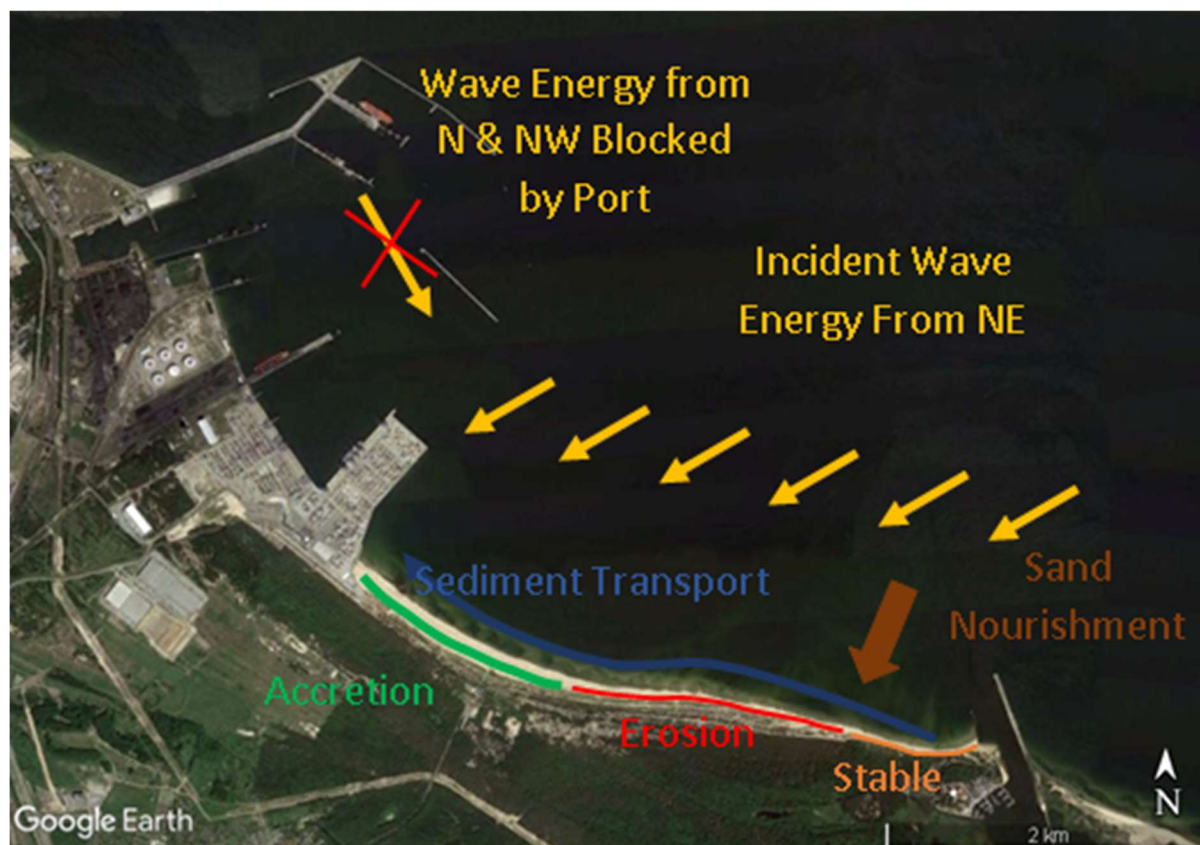 Wave Energy from
N & NW Blocked
by Port
Incident Wave
Energy From NE
Sediment Transport
Sand
Nourishment
Accretion
Erosion
Stable
N
Google Earth
2 km